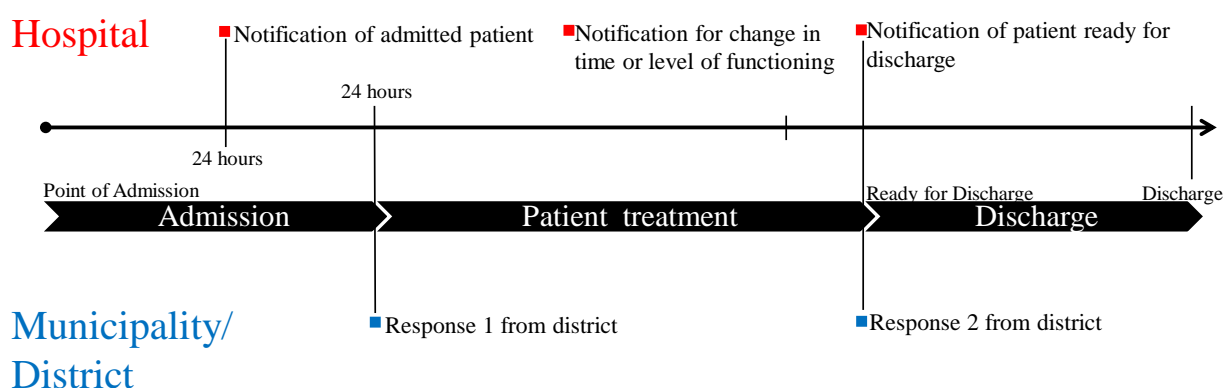 Hospital
Notification of admitted patient
Notification for change in
time or level of functioning
Notification of patient ready for
discharge
24 hours
24 hours
Point of Admission
Ready for Discharge
Discharge
Admission
Patient treatment
Discharge
Municipality/
District
Response 1 from district
Response 2 from district